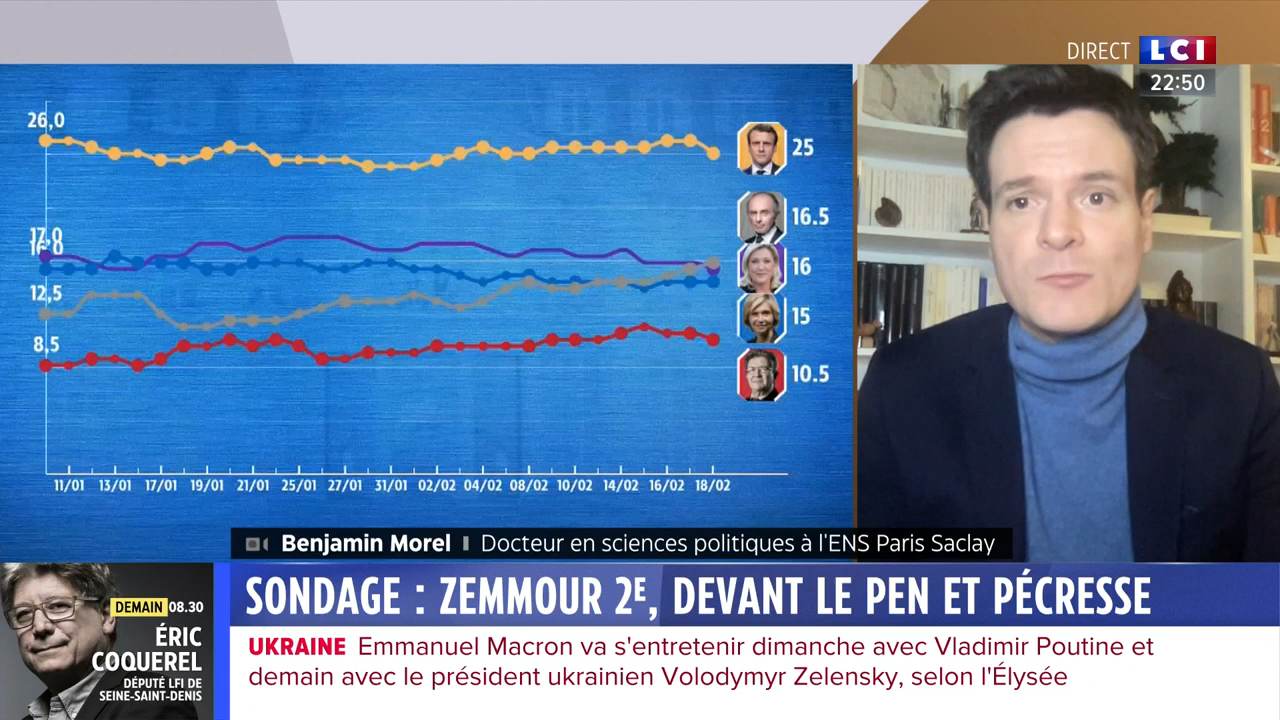 DIRECT LCI
22:50
26,0
17,0
16,0
12,5
8,5
25
16.5
16
15
10.5
11/01 13/01 17/01 19/01 21/01 25/01 27/01 31/01 02/02 04/02 08/02 10/02 14/02 16/02 18/02
Benjamin Morel Docteur en sciences politiques à l'ENS Paris Saclay
DEMAIN 08.30
ÉRIC
COQUEREL
DÉPUTÉ LFI DE
SEINE-SAINT-DENIS
SONDAGE : ZEMMOUR 2E, DEVANT LE PEN ET PÉCRESSE
UKRAINE Emmanuel Macron va s'entretenir dimanche avec Vladimir Poutine et
demain avec le président ukrainien Volodymyr Zelensky, selon l'Élysée